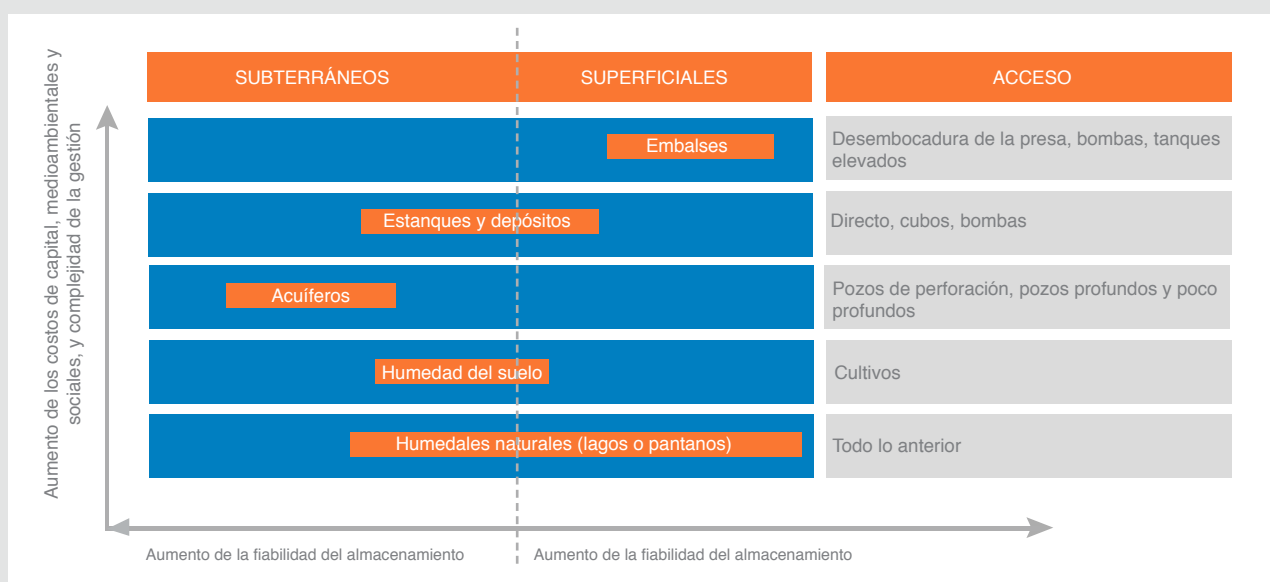 Aumento de los costos de capital, medioambientales y
sociales, y complejidad de la gestión
SUBTERRÁNEOS
SUPERFICIALES
ACCESO
Embalses
Desembocadura de la presa, bombas, tanques
elevados
Estanques y depósitos
Directo, cubos, bombas
Acuíferos
Pozos de perforación, pozos profundos y poco
profundos
Humedad del suelo
Cultivos
Humedales naturales (lagos o pantanos)
Todo lo anterior
Aumento de la fiabilidad del almacenamiento
Aumento de la fiabilidad del almacenamiento